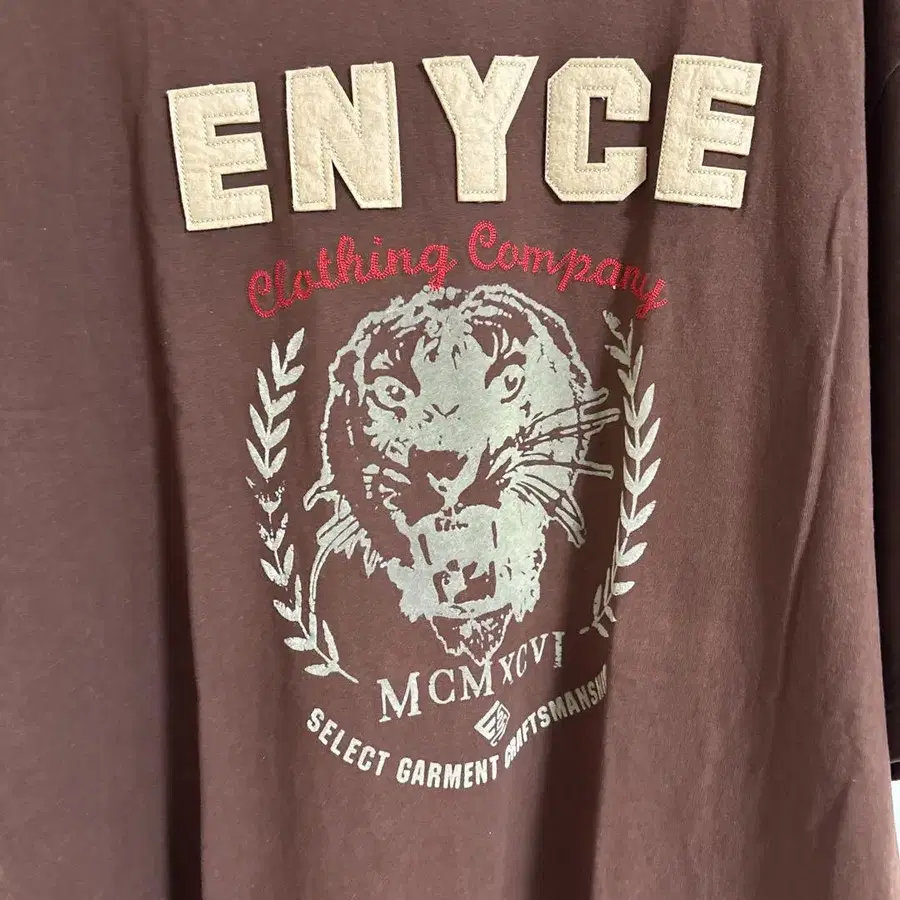 ENYCE
Clothing Company
MCMXCVI
SELECT GARMENT CRAFTSMANSHIP